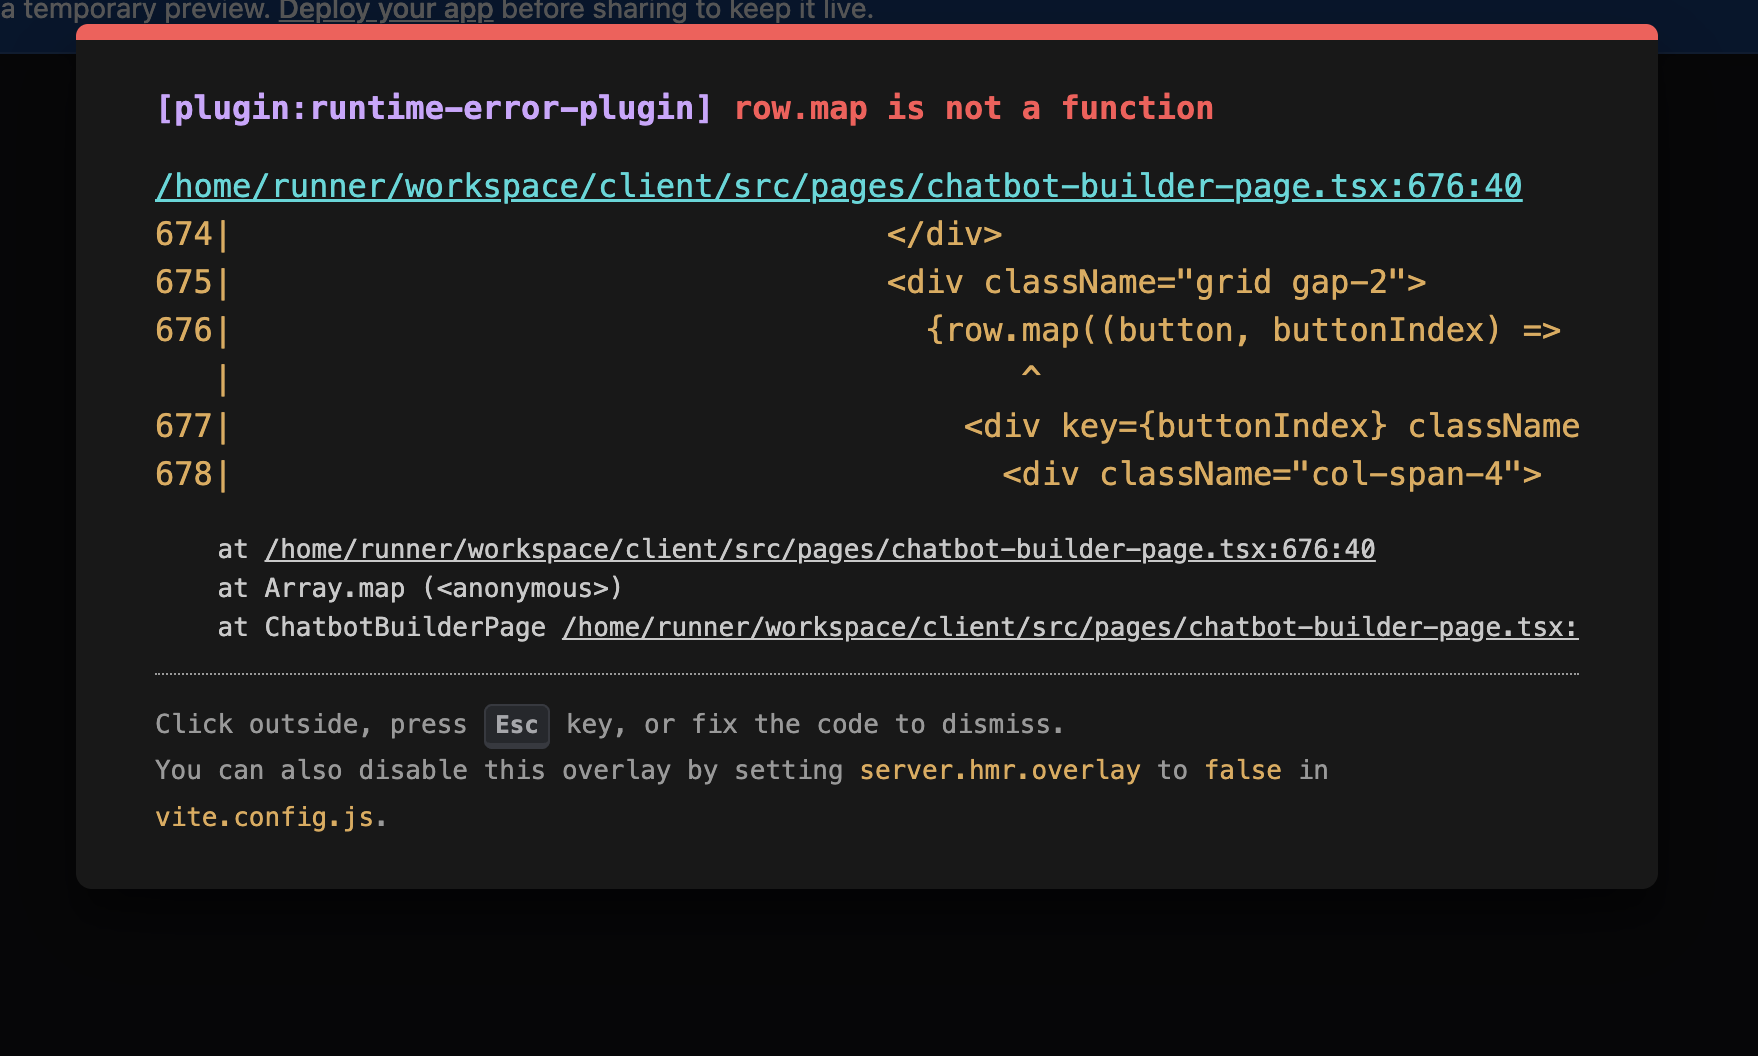 a temporary preview. Deploy your app before sharing to keep it live.
[plugin:runtime-error-plugin] row.map is not a function
/home/runner/workspace/client/src/pages/chatbot-builder-page.tsx:676:40
674|                                  </div>
675|                                  <div className="grid gap-2">
676|                                    {row.map((button, buttonIndex) =>
   |                                         ^
677|                                      <div key={buttonIndex} className
678|                                        <div className="col-span-4">
at /home/runner/workspace/client/src/pages/chatbot-builder-page.tsx:676:40
at Array.map (<anonymous>)
at ChatbotBuilderPage /home/runner/workspace/client/src/pages/chatbot-builder-page.tsx:
Click outside, press Esc key, or fix the code to dismiss.
You can also disable this overlay by setting server.hmr.overlay to false in
vite.config.js.